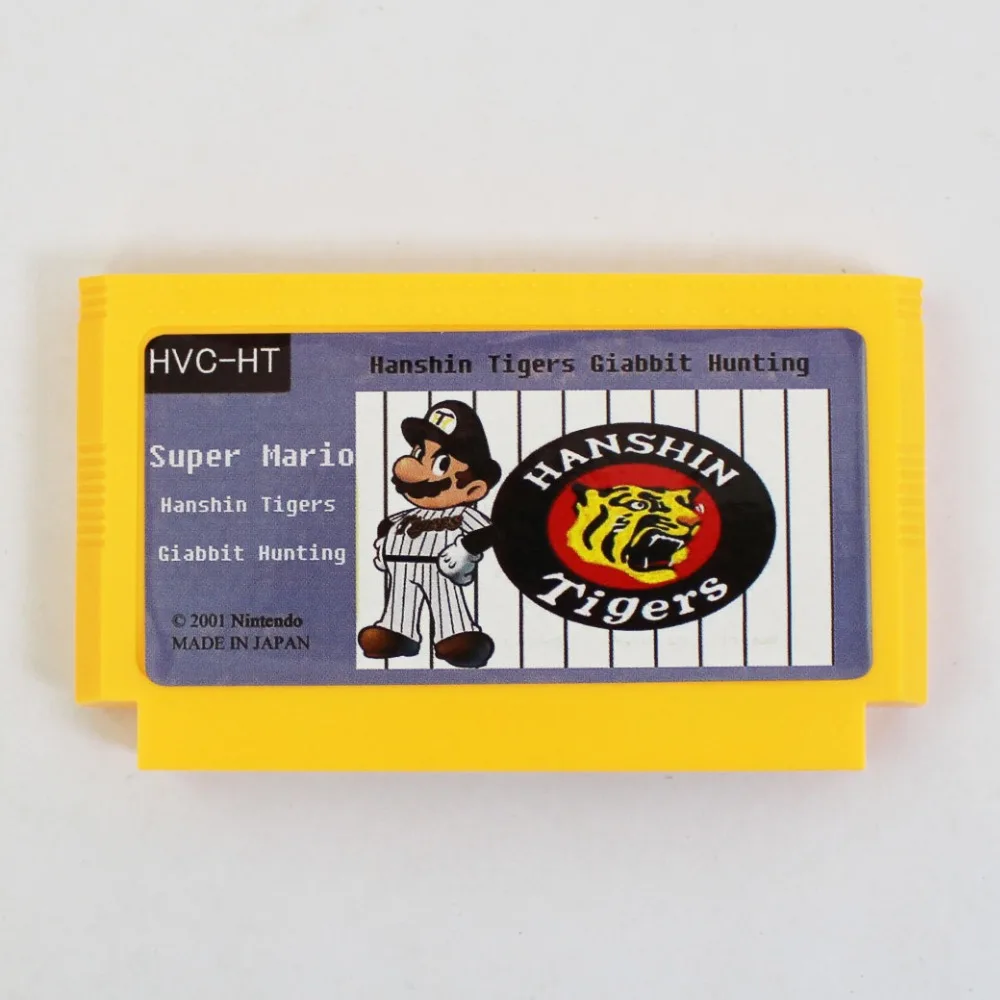 HVC-HT
Hanshin Tigers Giabbit Hunting
Super Mario
Hanshin Tigers
Giabbit Hunting
© 2001 Nintendo
MADE IN JAPAN
HANSHIN
Tigers